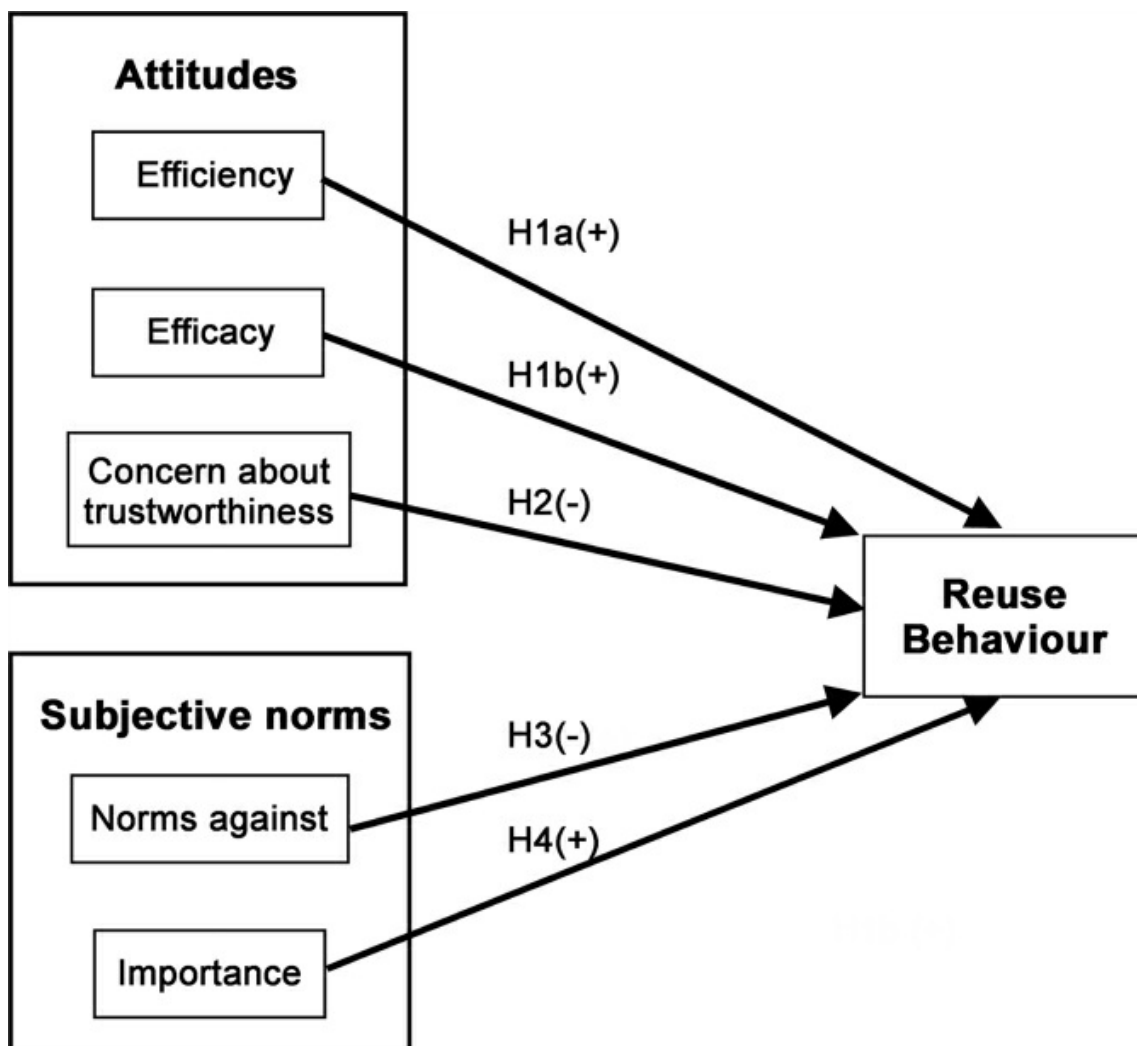 Attitudes
Efficiency
H1a(+)
Efficacy
H1b(+)
Concern about
trustworthiness
H2(-)
Reuse
Behaviour
Subjective norms
H3(-)
Norms against
H4(+)
Importance